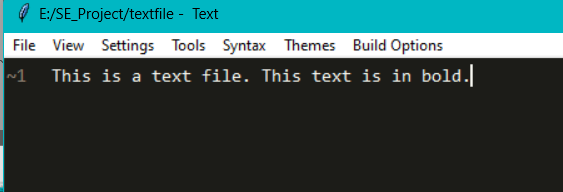 E:/SE_Project/textfile - Text
File View Settings Tools Syntax Themes Build Options
~1 This is a text file. This text is in bold.